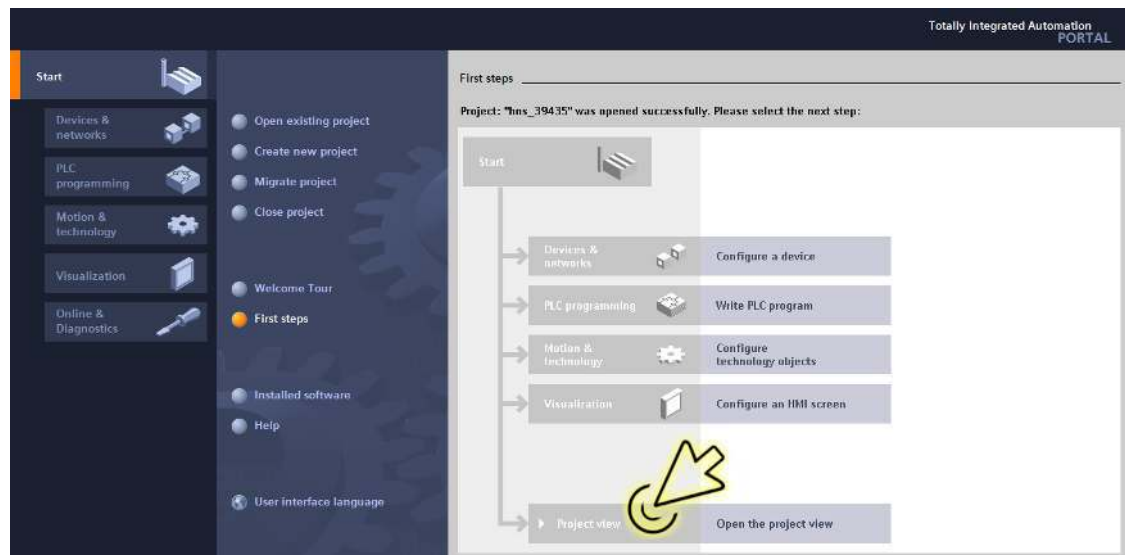 Totally Integrated Automation
PORTAL
Start
Devices &
networks
PLC
programming
Motion &
technology
Visualization
Online &
Diagnostics
Open existing project
Create new project
Migrate project
Close project
Welcome Tour
First steps
Installed software
Help
User interface language
First steps
Project: "hns_39435" was opened successfully. Please select the next step:
Start
Devices &
networks
Configure a device
PLC programming
Write PLC program
Motion &
technology
Configure
technology objects
Visualization
Configure an HMI screen
Project view
Open the project view